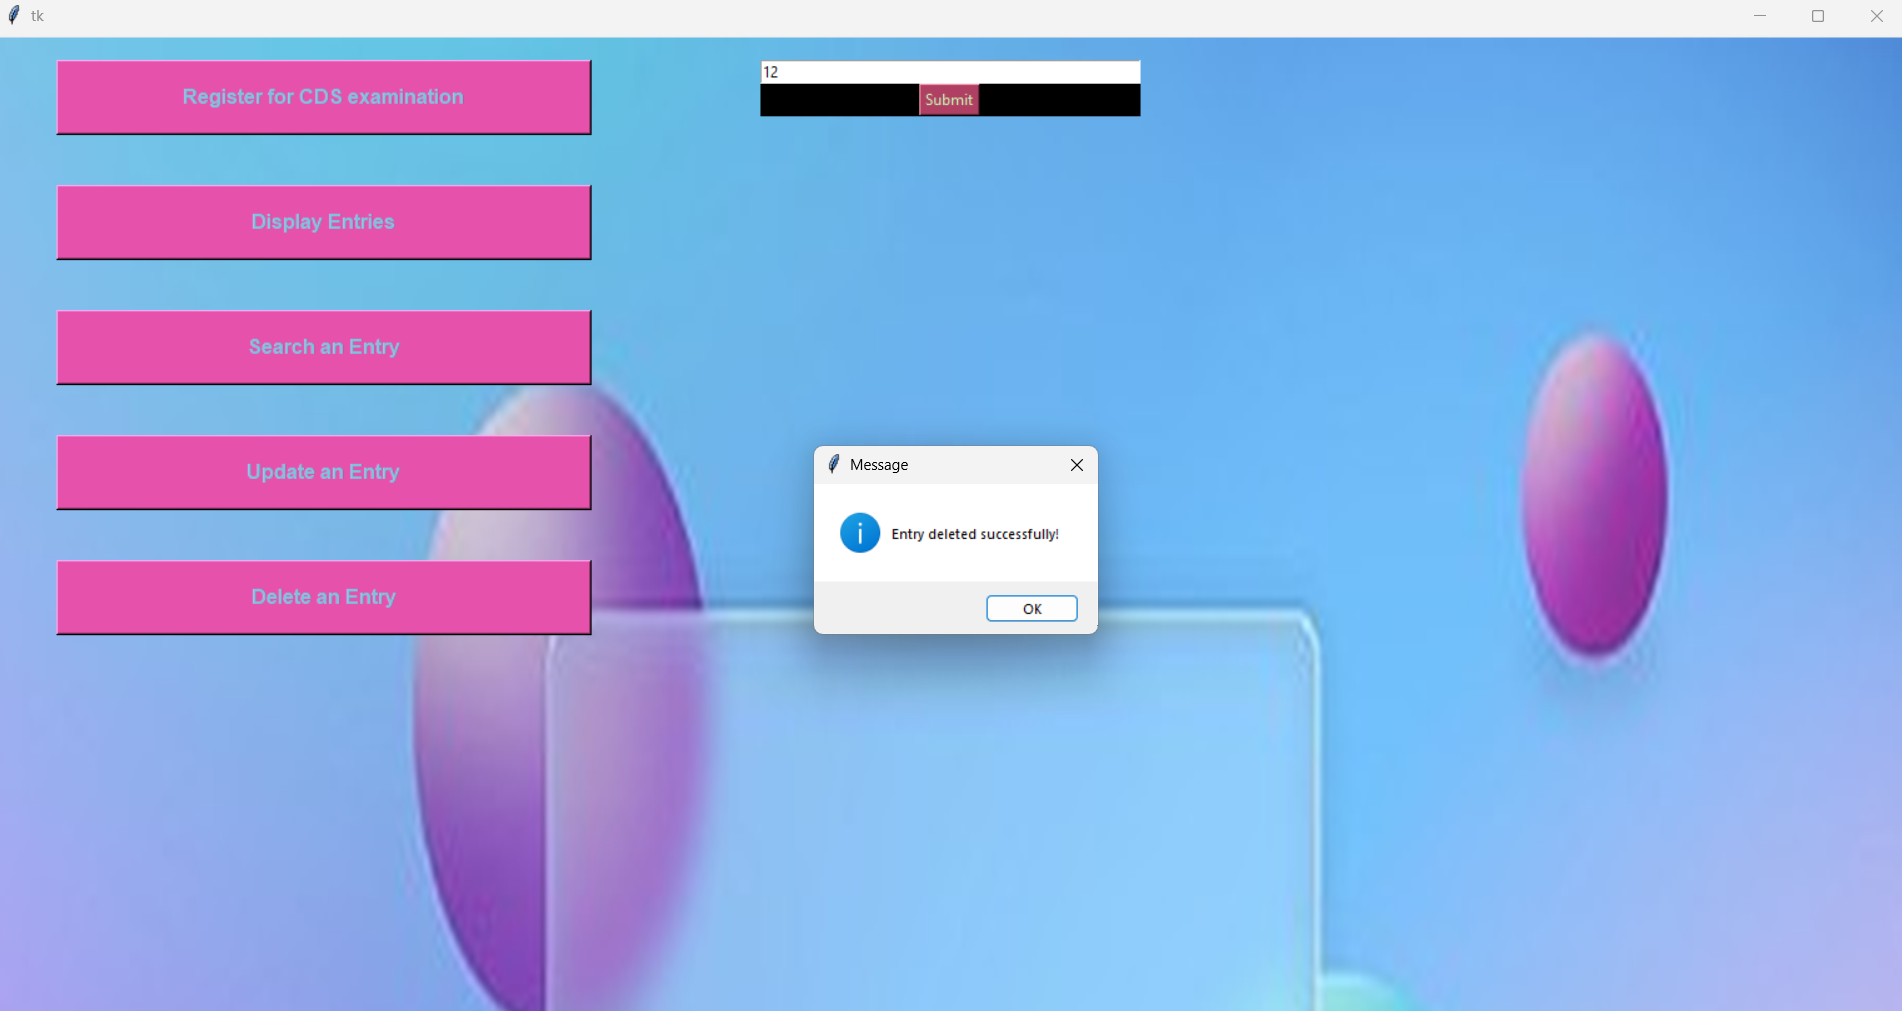 tk
Register for CDS examination
Display Entries
Search an Entry
Update an Entry
Delete an Entry
12
Submit
Message
Entry deleted successfully!
OK